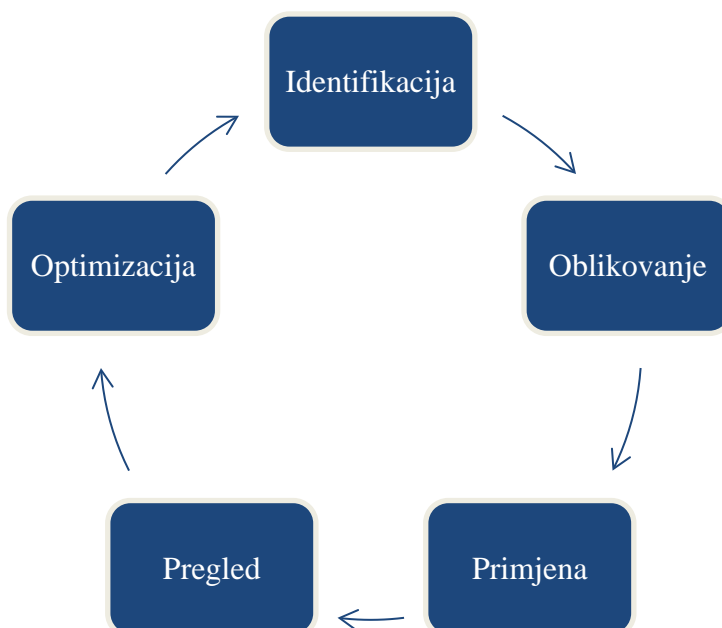 Identifikacija
Oblikovanje
Primjena
Pregled
Optimizacija